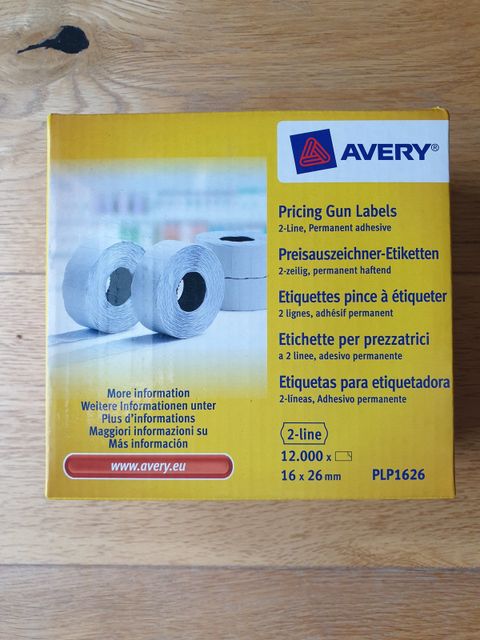 AVERY®
Pricing Gun Labels
2-Line, Permanent adhesive
Preisauszeichner-Etiketten
2-zeilig, permanent haftend
Etiquettes pince à étiqueter
2 lignes, adhésif permanent
Etichette per prezzatrici
a 2 linee, adesivo permanente
Etiquetas para etiquetadora
2-líneas, Adhesivo permanente
2-line
12.000 x
16 x 26 mm PLP1626
More information
Weitere Informationen unter
Plus d'informations
Maggiori informazioni su
Más información
www.avery.eu